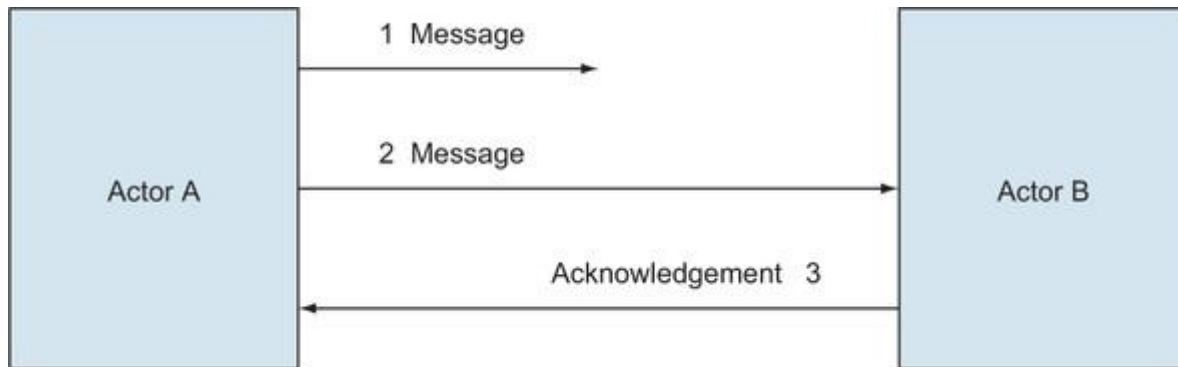 1 Message
2 Message
Actor A
Actor B
Acknowledgement 3